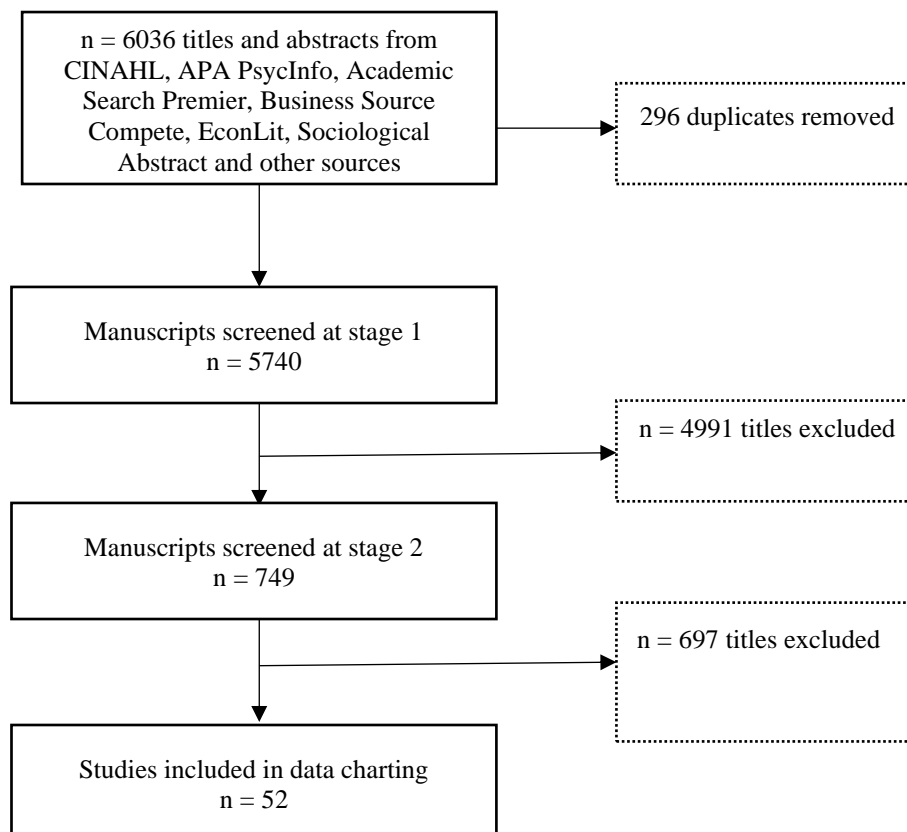 n = 6036 titles and abstracts from
CINAHL, APA PsycInfo, Academic
Search Premier, Business Source
Compete, EconLit, Sociological
Abstract and other sources
296 duplicates removed
Manuscripts screened at stage 1
n = 5740
n = 4991 titles excluded
Manuscripts screened at stage 2
n = 749
n = 697 titles excluded
Studies included in data charting
n = 52